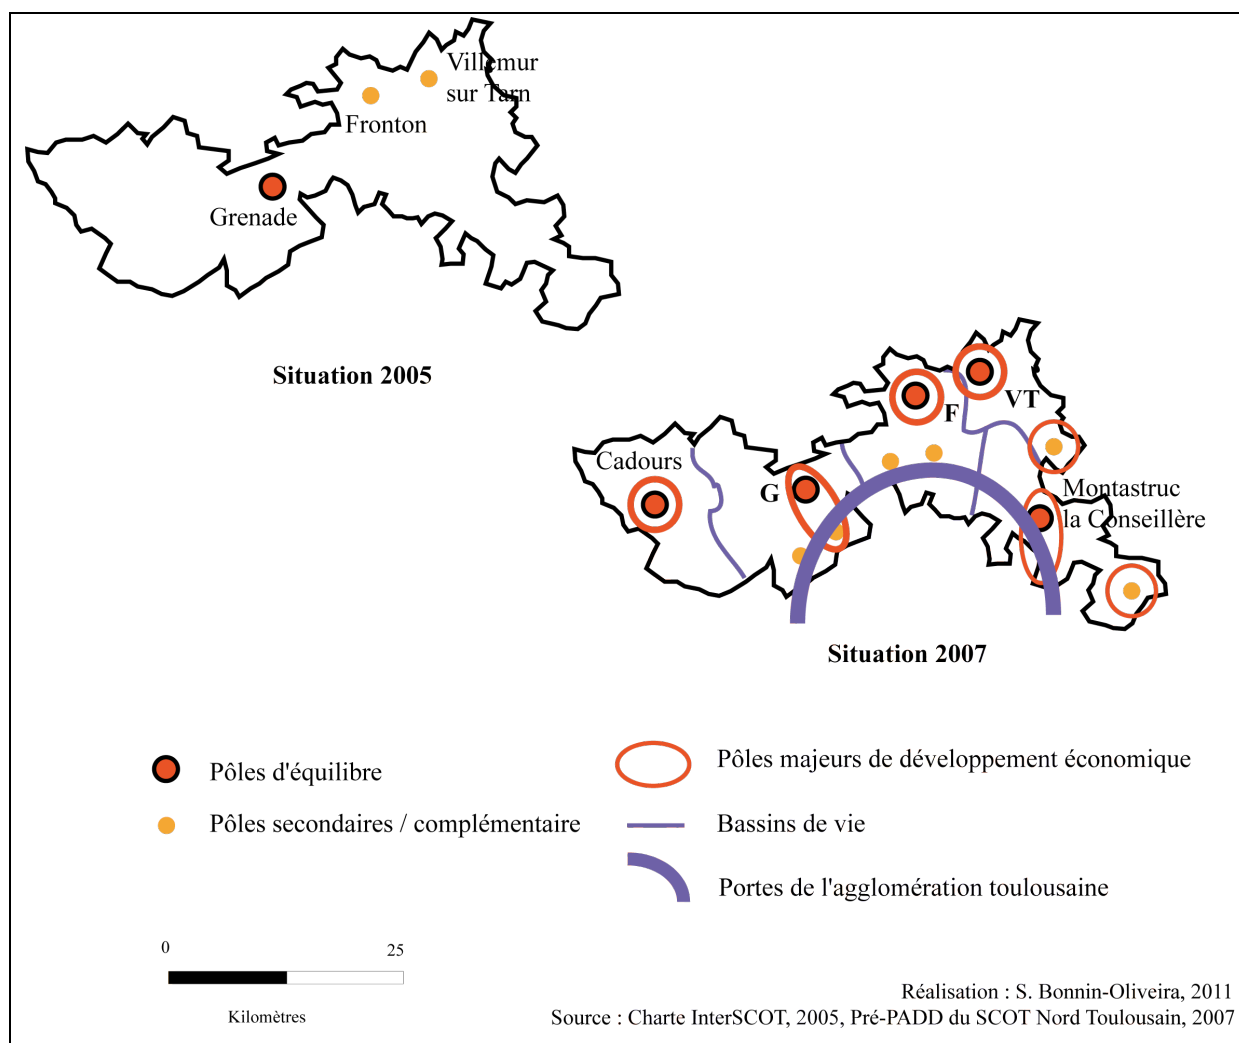 Villemur
sur Tarn
Fronton
Grenade
Situation 2005
VT
F
Cadours
G
Montastruc
la Conseillère
Situation 2007
Pôles d'équilibre
Pôles secondaires / complémentaire
Pôles majeurs de développement économique
Bassins de vie
Portes de l'agglomération toulousaine
0 25
Kilomètres
Réalisation : S. Bonnin-Oliveira, 2011
Source : Charte InterSCOT, 2005, Pré-PADD du SCOT Nord Toulousain, 2007